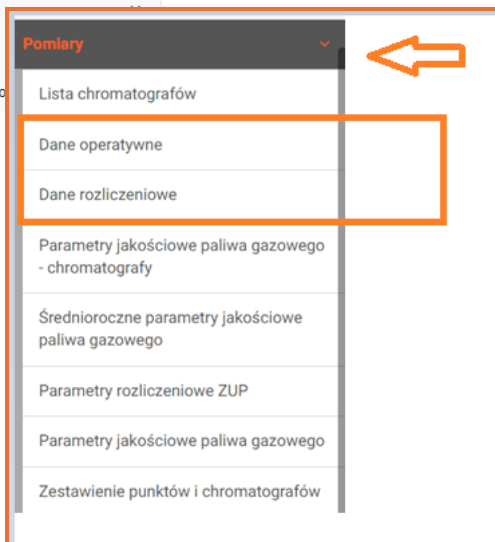 Pomiary
Lista chromatografów
Dane operatywne
Dane rozliczeniowe
Parametry jakościowe paliwa gazowego
- chromatografy
Średnioroczne parametry jakościowe
paliwa gazowego
Parametry rozliczeniowe ZUP
Parametry jakościowe paliwa gazowego
Zestawienie punktów i chromatografów